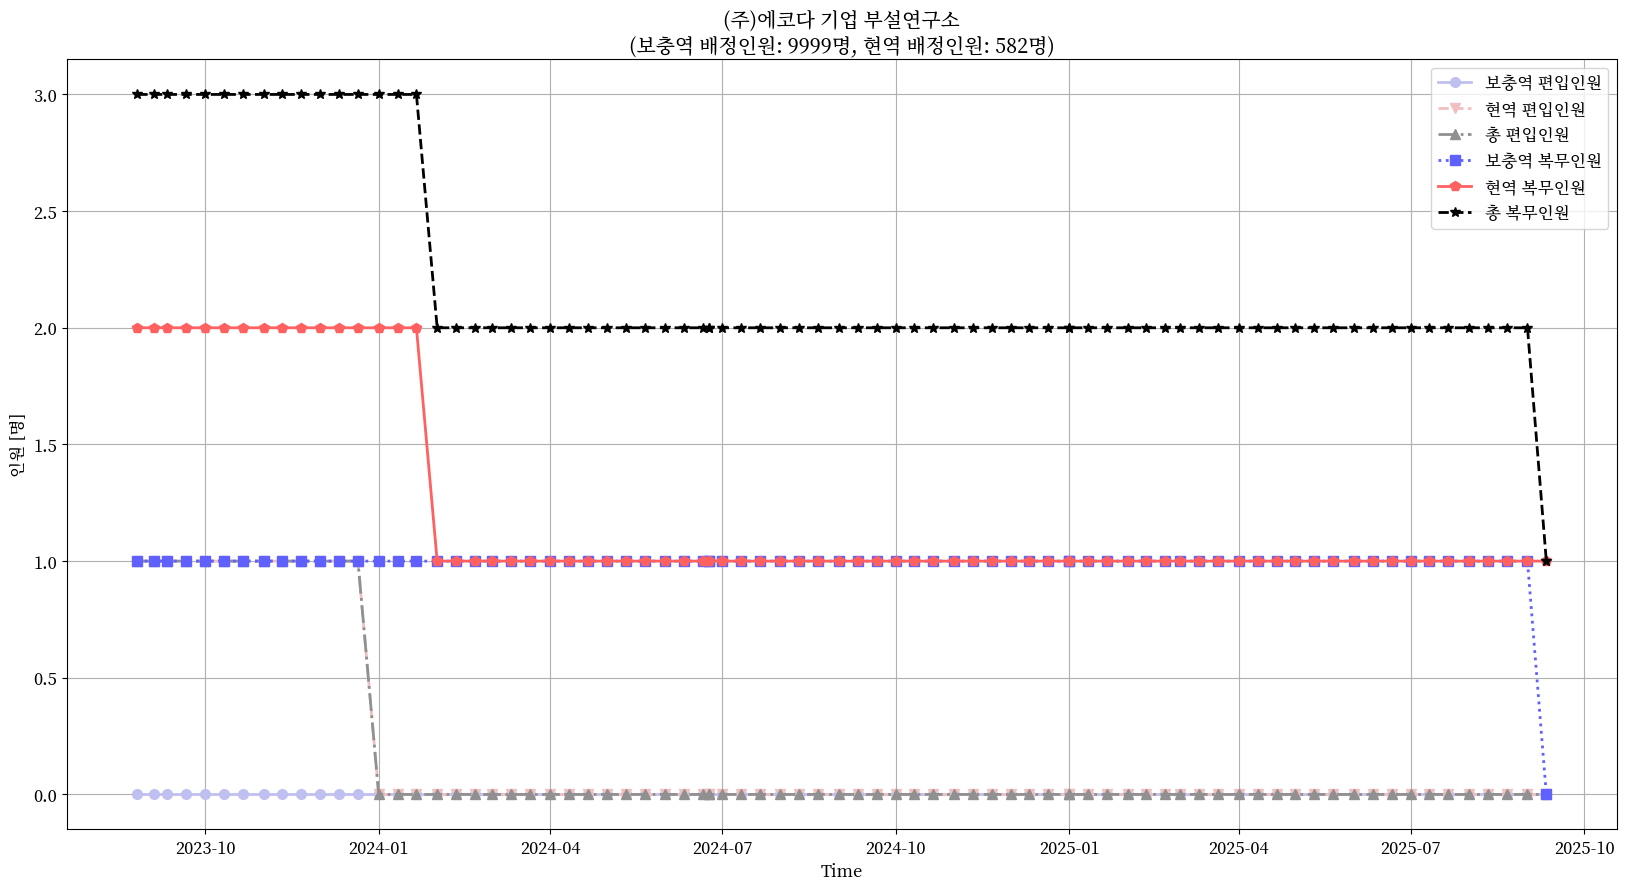 (주)에코다 기업 부설연구소
(보충역 배정인원: 9999명, 현역 배정인원: 582명)
보충역 편입인원
현역 편입인원
총 편입인원
보충역 복무인원
현역 복무인원
총 복무인원
3.0
2.5
2.0
1.5
1.0
0.5
0.0
인원 [명]
2023-10
2024-01
2024-04
2024-07
2024-10
2025-01
2025-04
2025-07
2025-10
Time